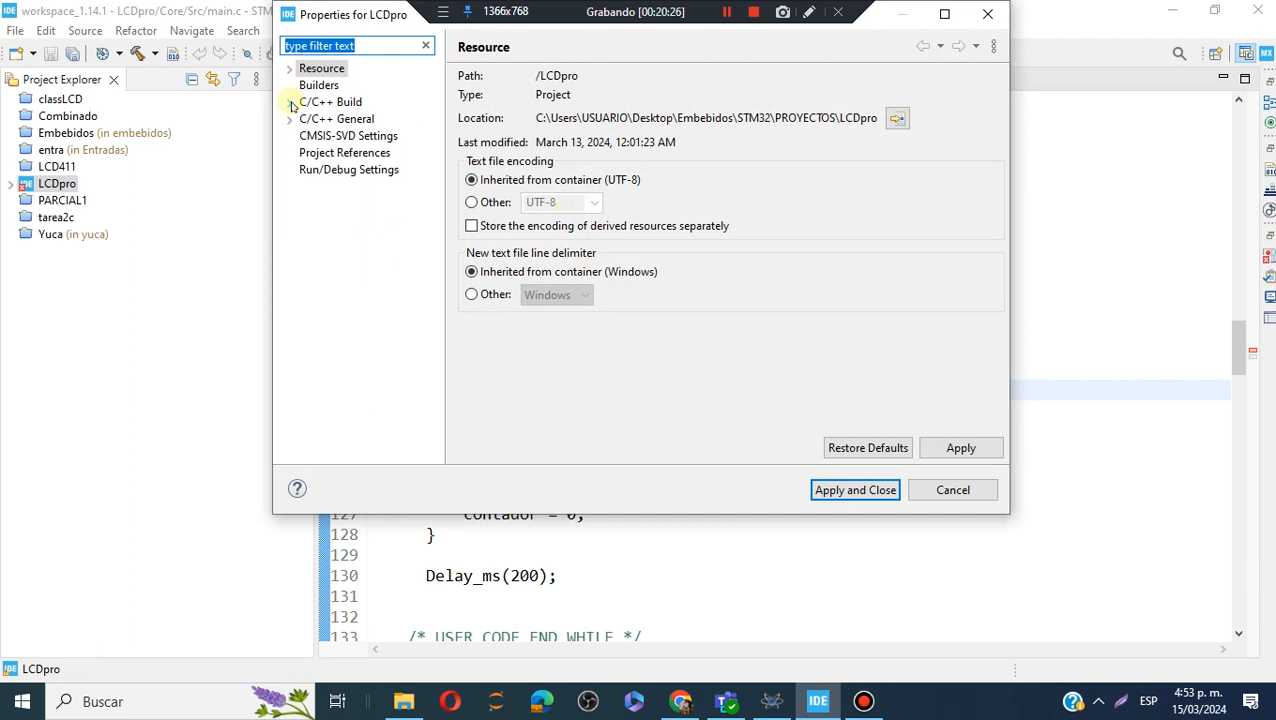 workspace_1.14.1 - LCDpro/Core/Src/main.c - STM
Properties for LCDpro
1366x768
Grabando [00:20:26]
File Edit Source Refactor Navigate Search
type filter text
Resource
Builders
C/C++ Build
C/C++ General
CMSIS-SVD Settings
Project References
Run/Debug Settings
Resource
Path: /LCDpro
Type: Project
Location: C:\Users\USUARIO\Desktop\Embebidos\STM32\PROYECTOS\LCDpro
Last modified: March 13, 2024, 12:01:23 AM
Text file encoding
Inherited from container (UTF-8)
Other: UTF-8
Store the encoding of derived resources separately
New text file line delimiter
Inherited from container (Windows)
Other: Windows
Restore Defaults Apply
Apply and Close Cancel
Project Explorer
classLCD
Combinado
Embebidos (in embebidos)
entra (in Entradas)
LCD411
LCDpro
PARCIAL1
tarea2c
Yuca (in yuca)
127 contador = 0;
128 }
129
130 Delay_ms(200);
131
132
133 /* USER CODE END WHILE */
LCDpro
Buscar
ESP
4:53 p. m.
15/03/2024
IDE
MX